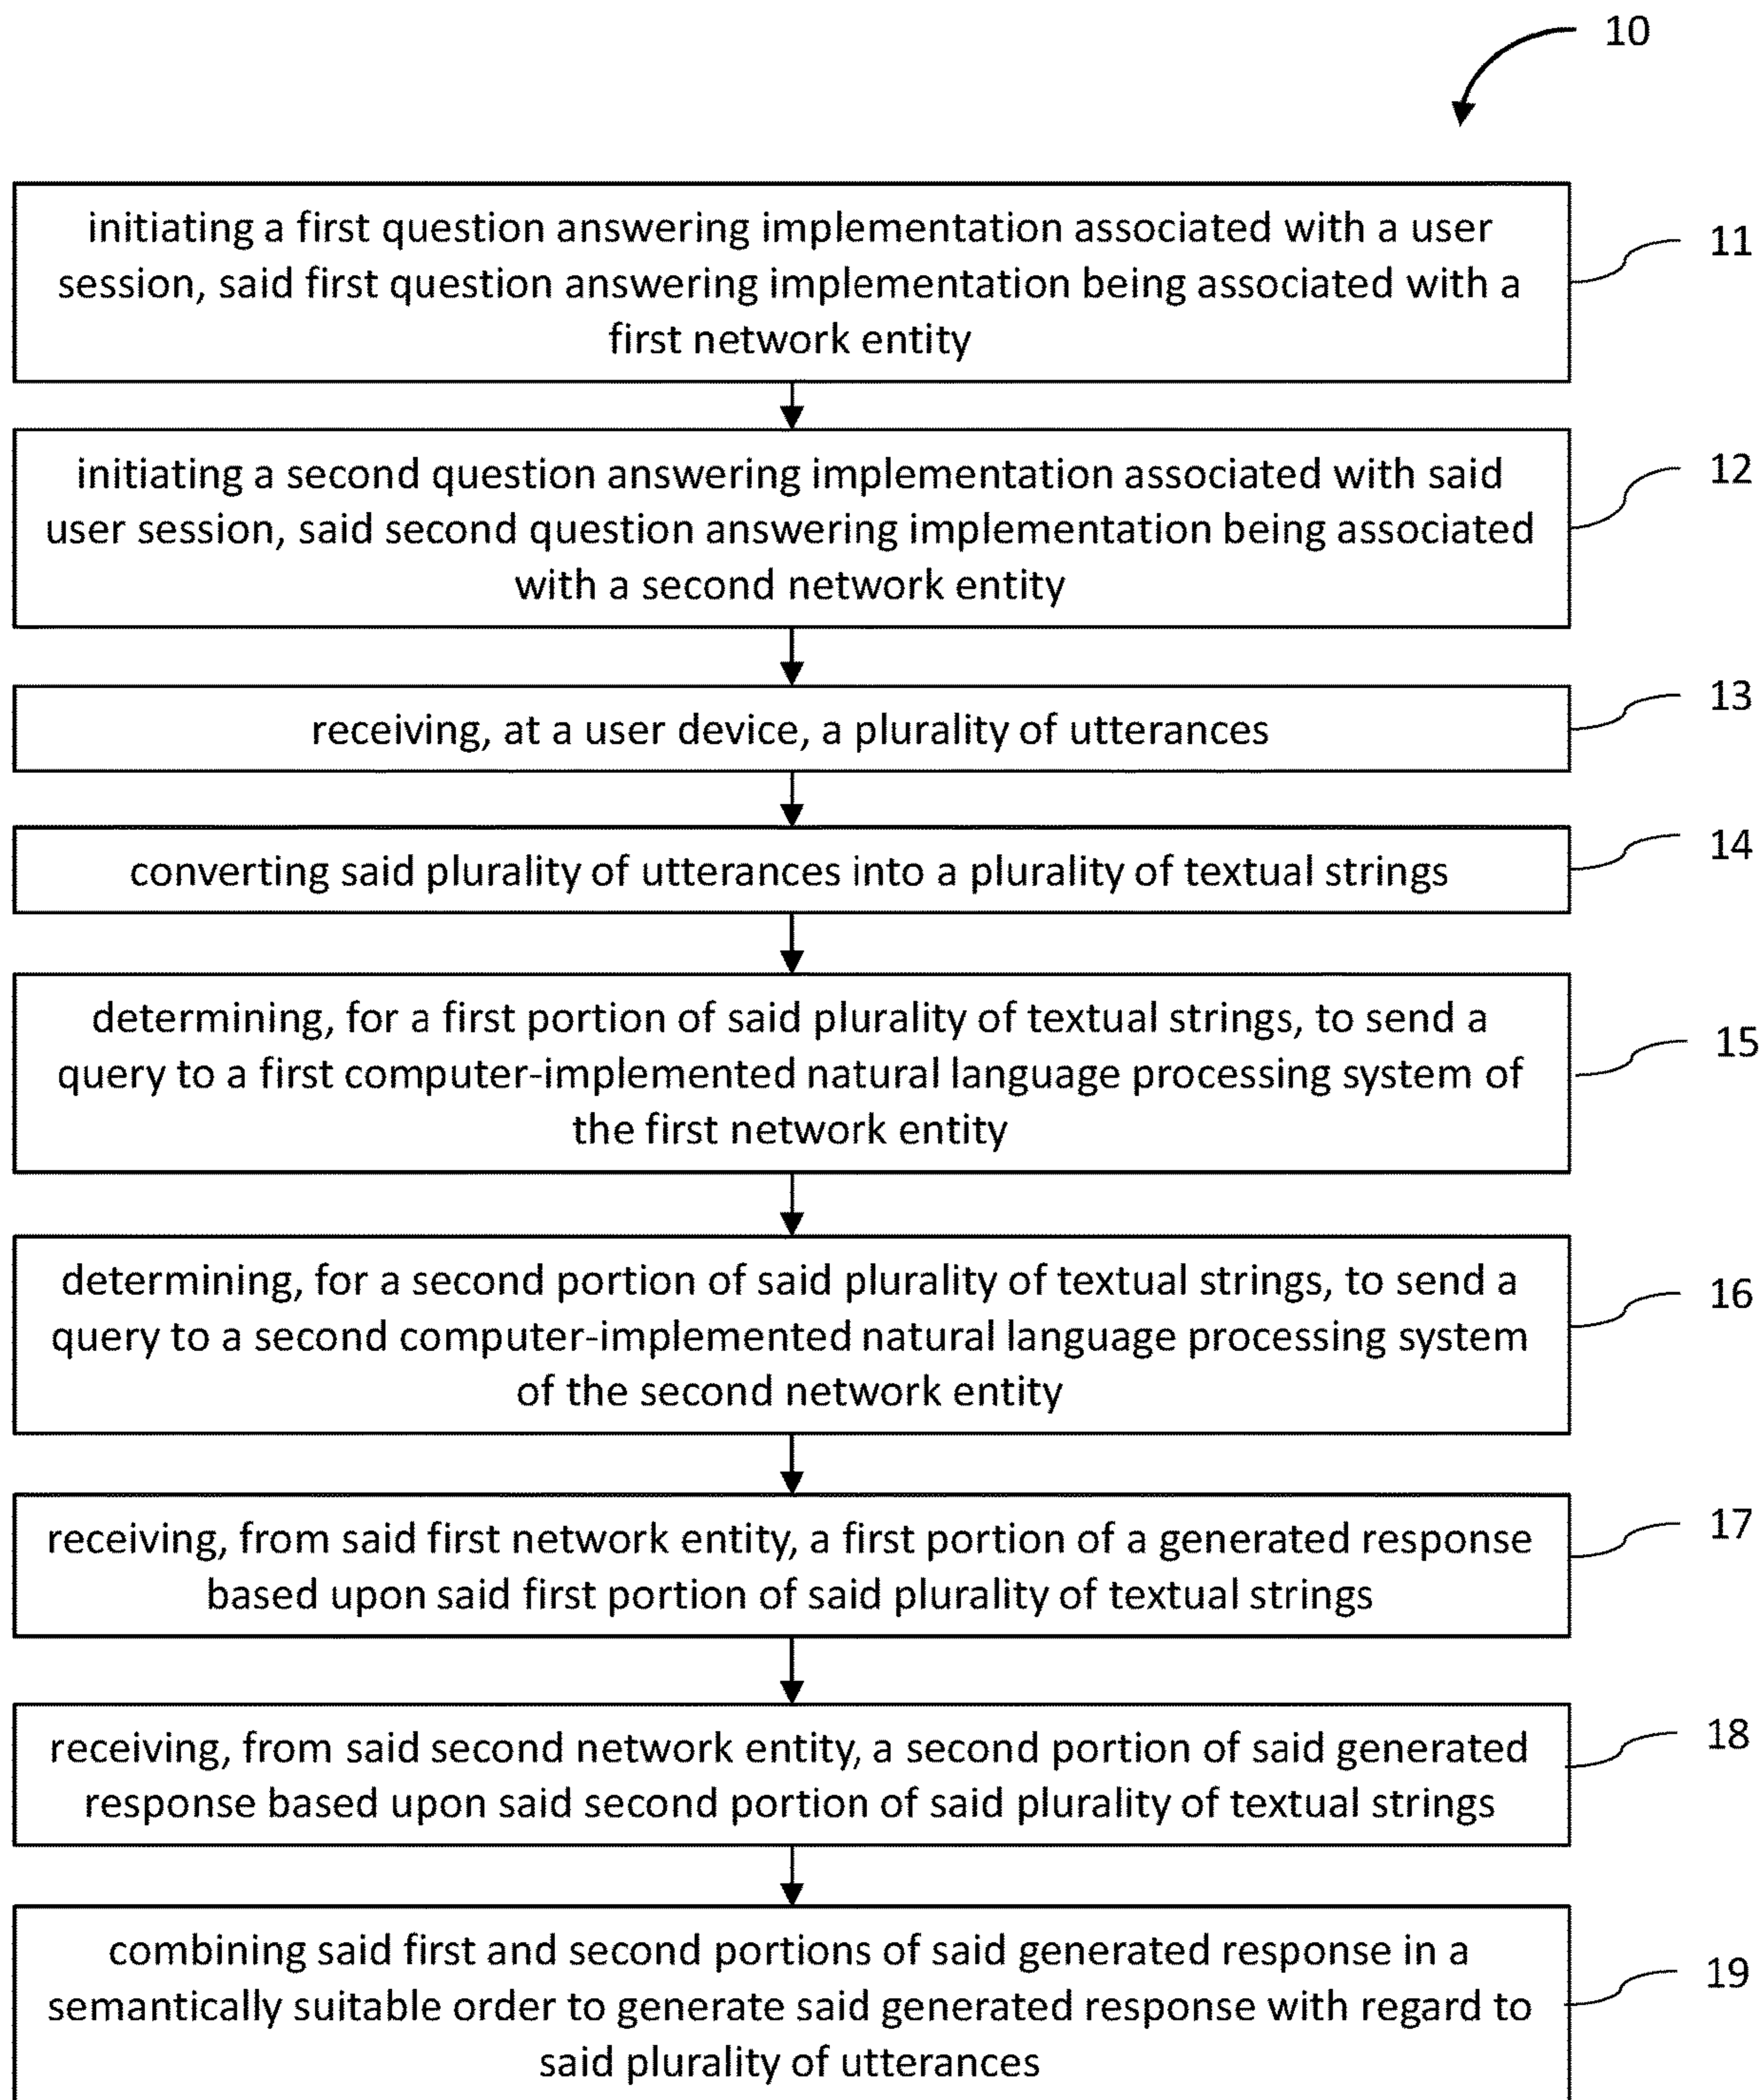 10
initiating a first question answering implementation associated with a user
session, said first question answering implementation being associated with a
first network entity
11
initiating a second question answering implementation associated with said
user session, said second question answering implementation being associated
with a second network entity
12
receiving, at a user device, a plurality of utterances
13
converting said plurality of utterances into a plurality of textual strings
14
determining, for a first portion of said plurality of textual strings, to send a
query to a first computer-implemented natural language processing system of
the first network entity
15
determining, for a second portion of said plurality of textual strings, to send a
query to a second computer-implemented natural language processing system
of the second network entity
16
receiving, from said first network entity, a first portion of a generated response
based upon said first portion of said plurality of textual strings
17
receiving, from said second network entity, a second portion of said generated
response based upon said second portion of said plurality of textual strings
18
combining said first and second portions of said generated response in a
semantically suitable order to generate said generated response with regard to
said plurality of utterances
19